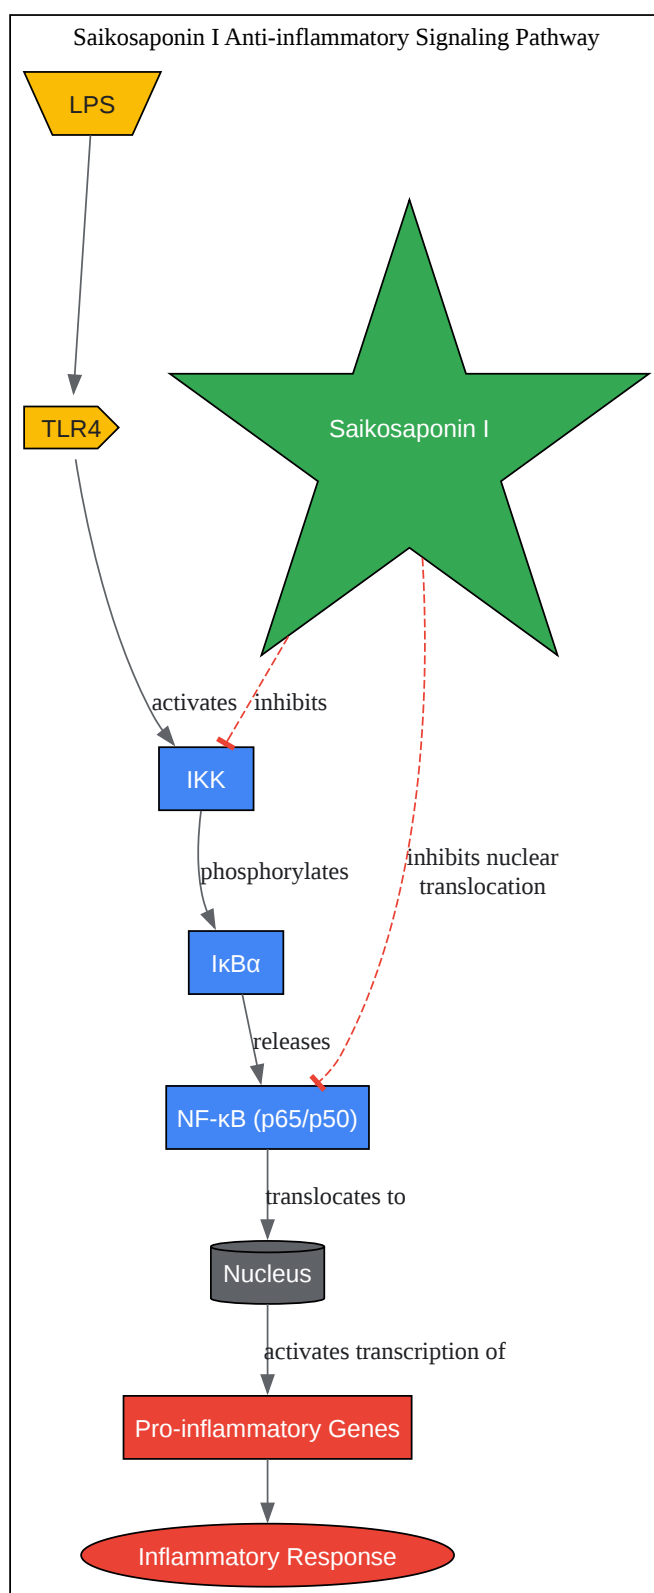 Saikosaponin I Anti-inflammatory Signaling Pathway
LPS
TLR4
Saikosaponin I
activates
inhibits
IKK
phosphorylates
inhibits nuclear
translocation
IκBα
releases
NF-κB (p65/p50)
translocates to
Nucleus
activates transcription of
Pro-inflammatory Genes
Inflammatory Response